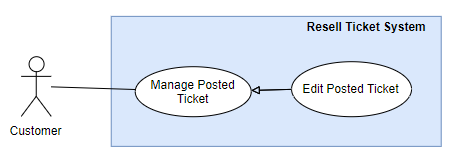 Resell Ticket System
Manage Posted
Ticket
Edit Posted Ticket
Customer